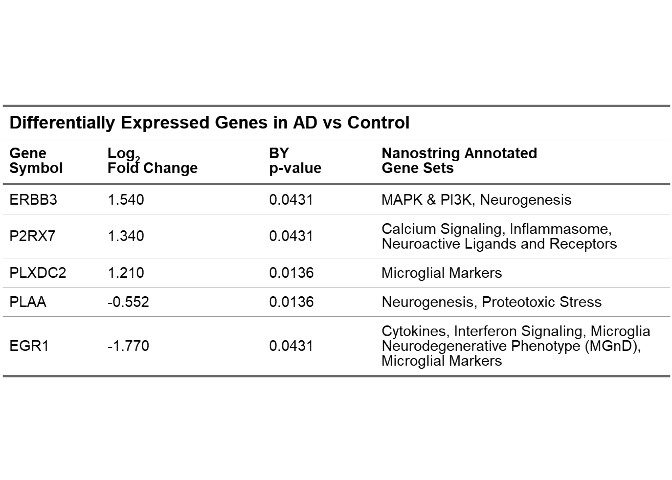 Differentially Expressed Genes in AD vs Control
Gene Symbol Log2 Fold Change BY p-value Nanostring Annotated Gene Sets
ERBB3 1.540 0.0431 MAPK & PI3K, Neurogenesis
P2RX7 1.340 0.0431 Calcium Signaling, Inflammasome,
Neuroactive Ligands and Receptors
PLXDC2 1.210 0.0136 Microglial Markers
PLAA -0.552 0.0136 Neurogenesis, Proteotoxic Stress
EGR1 -1.770 0.0431 Cytokines, Interferon Signaling, Microglia
Neurodegenerative Phenotype (MGnD),
Microglial Markers